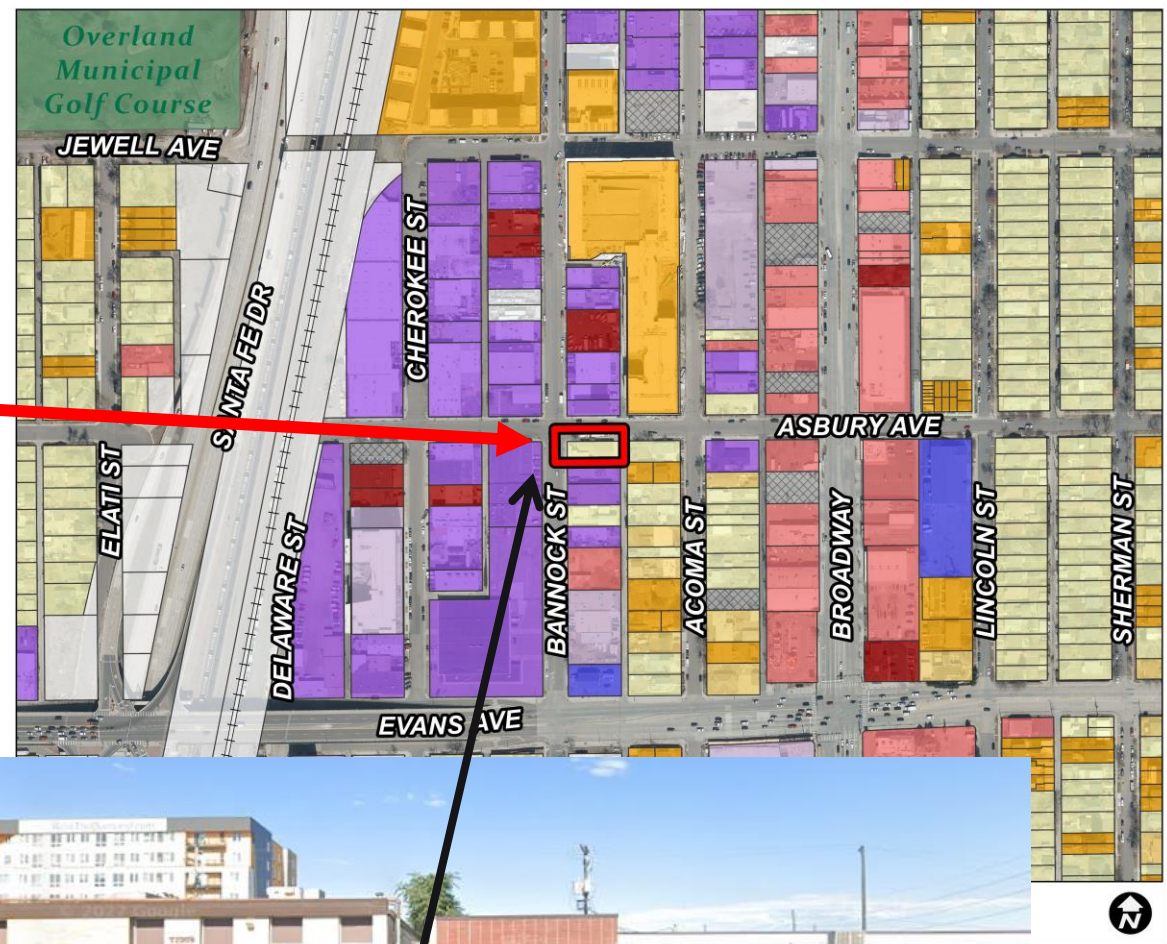 Overland
Municipal
Golf Course
JEWELL AVE
CHEROKEE ST
SANTA FE DR
ASBURY AVE
ELATI ST
DELAWARE ST
BANNOCK ST
ACOMA ST
BROADWAY
LINCOLN ST
SHERMAN ST
EVANS AVE
N